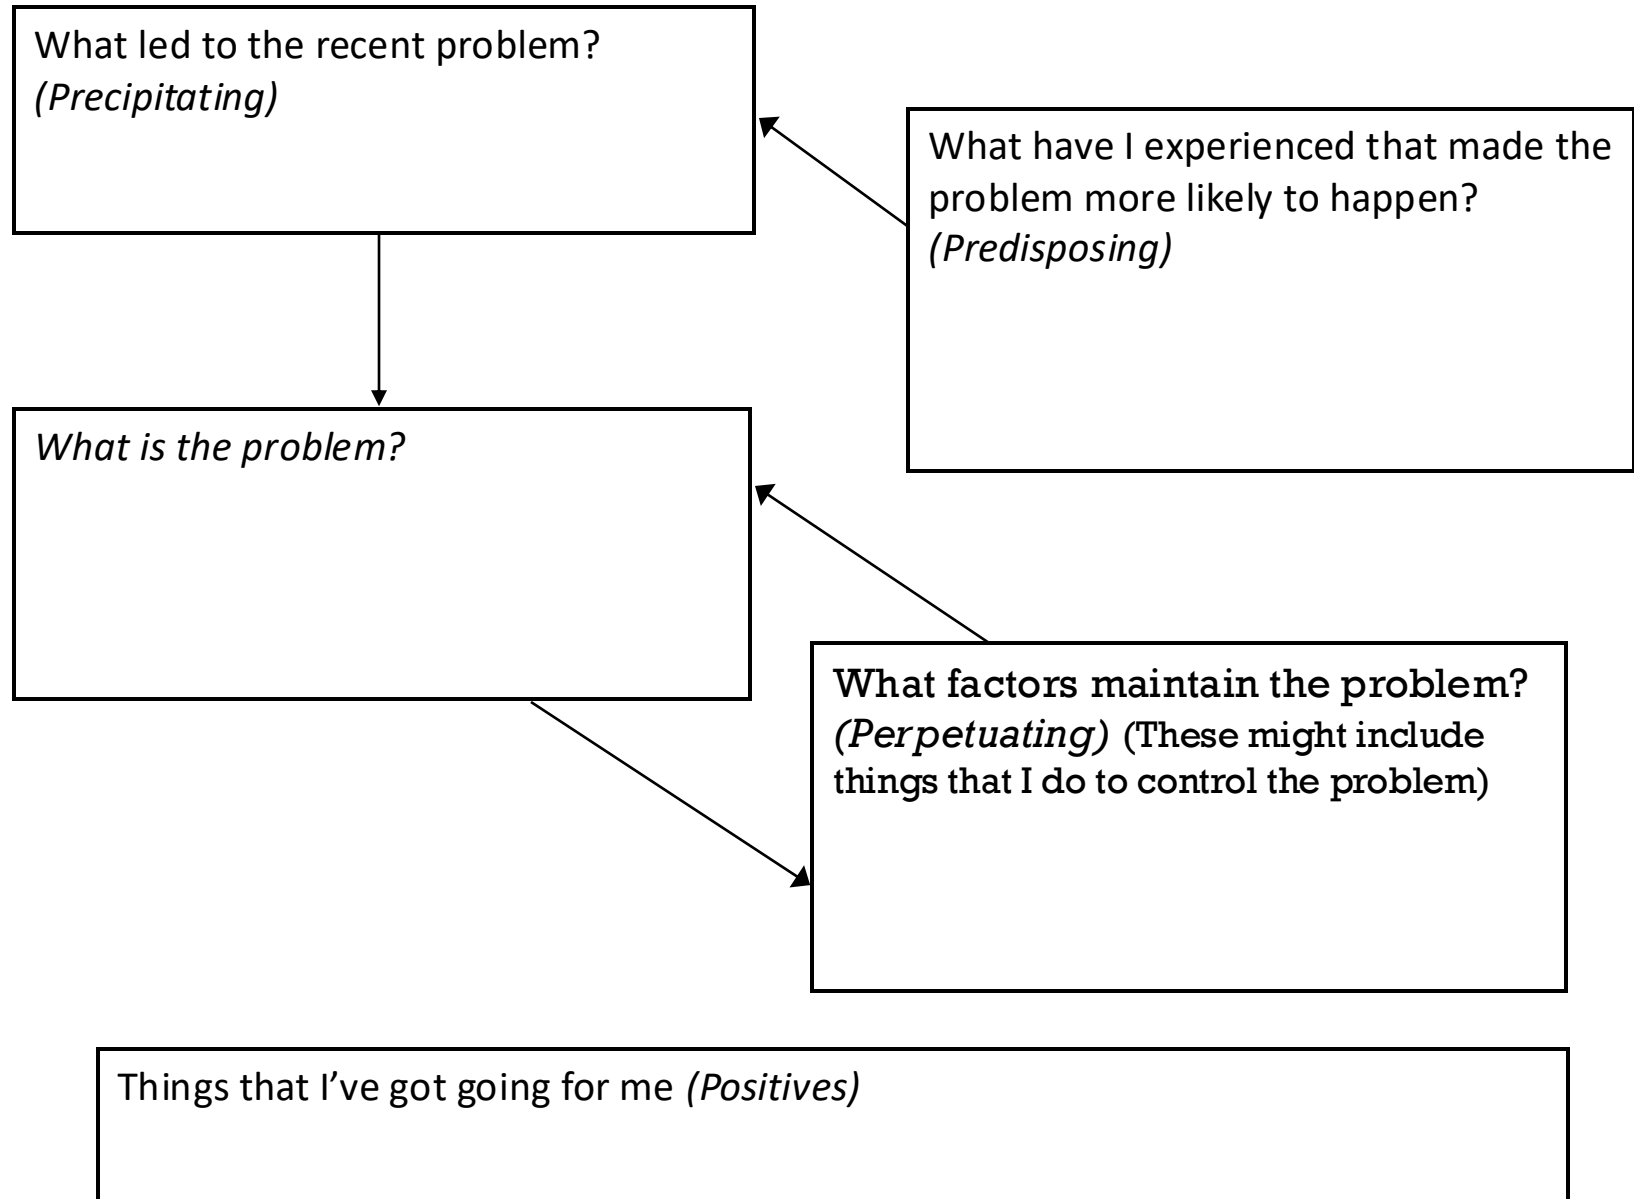 What led to the recent problem?
(Precipitating)
What have I experienced that made the
problem more likely to happen?
(Predisposing)
What is the problem?
What factors maintain the problem?
(Perpetuating) (These might include
things that I do to control the problem)
Things that I’ve got going for me (Positives)